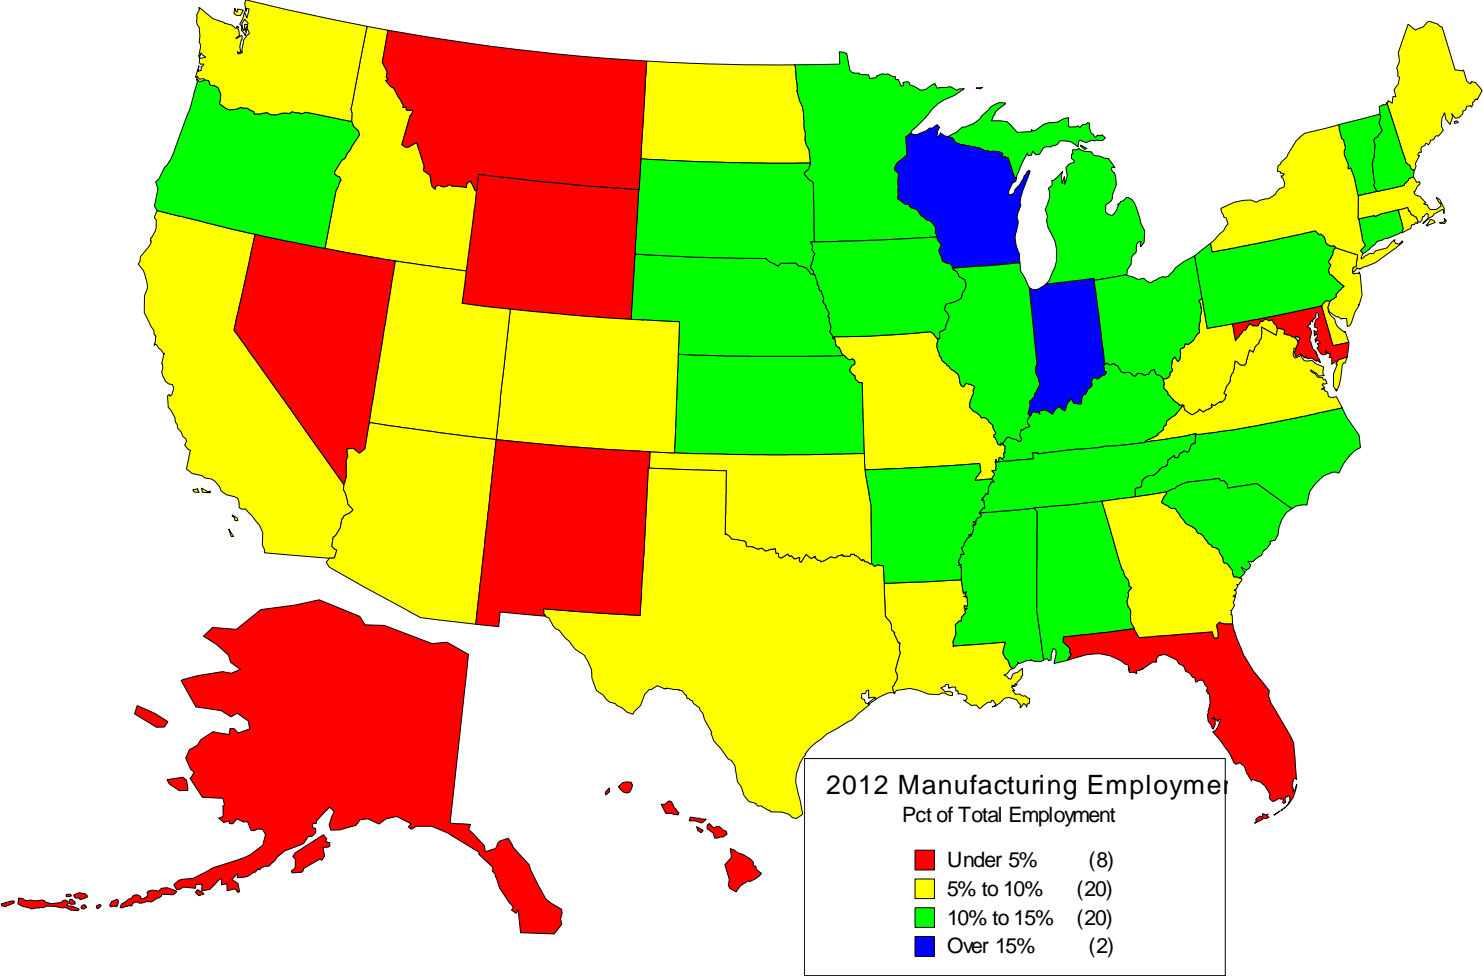 2012 Manufacturing Employmer
Pct of Total Employment
Under 5% (8)
5% to 10% (20)
10% to 15% (20)
Over 15% (2)